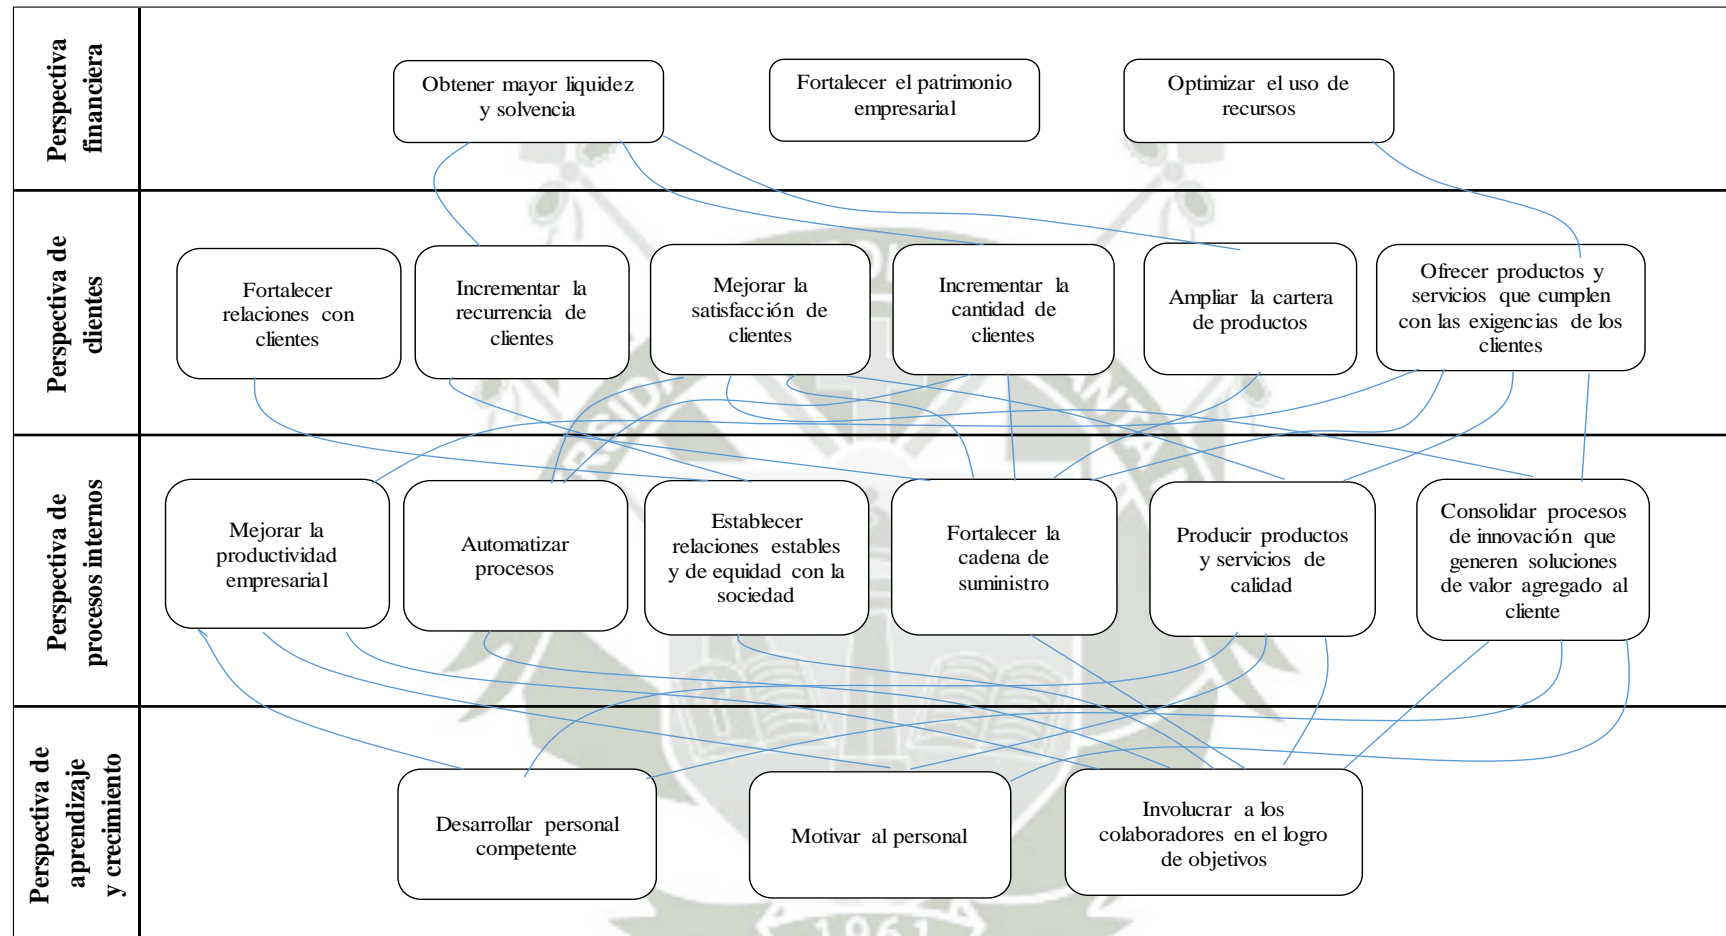 Perspectiva
financiera
Obtener mayor liquidez
y solvencia
Fortalecer el patrimonio
empresarial
Optimizar el uso de
recursos
Perspectiva de
clientes
Fortalecer
relaciones con
clientes
Incrementar la
recurrencia de
clientes
Mejorar la
satisfacción de
clientes
Incrementar la
cantidad de
clientes
Ampliar la cartera
de productos
Ofrecer productos y
servicios que cumplen
con las exigencias de los
clientes
Perspectiva de
procesos internos
Mejorar la
productividad
empresarial
Automatizar
procesos
Establecer
relaciones estables
y de equidad con la
sociedad
Fortalecer la
cadena de
suministro
Producir productos
y servicios de
calidad
Consolidar procesos
de innovación que
generen soluciones
de valor agregado al
cliente
Perspectiva de
aprendizaje
y crecimiento
Desarrollar personal
competente
Motivar al personal
Involucrar a los
colaboradores en el logro
de objetivos
1961